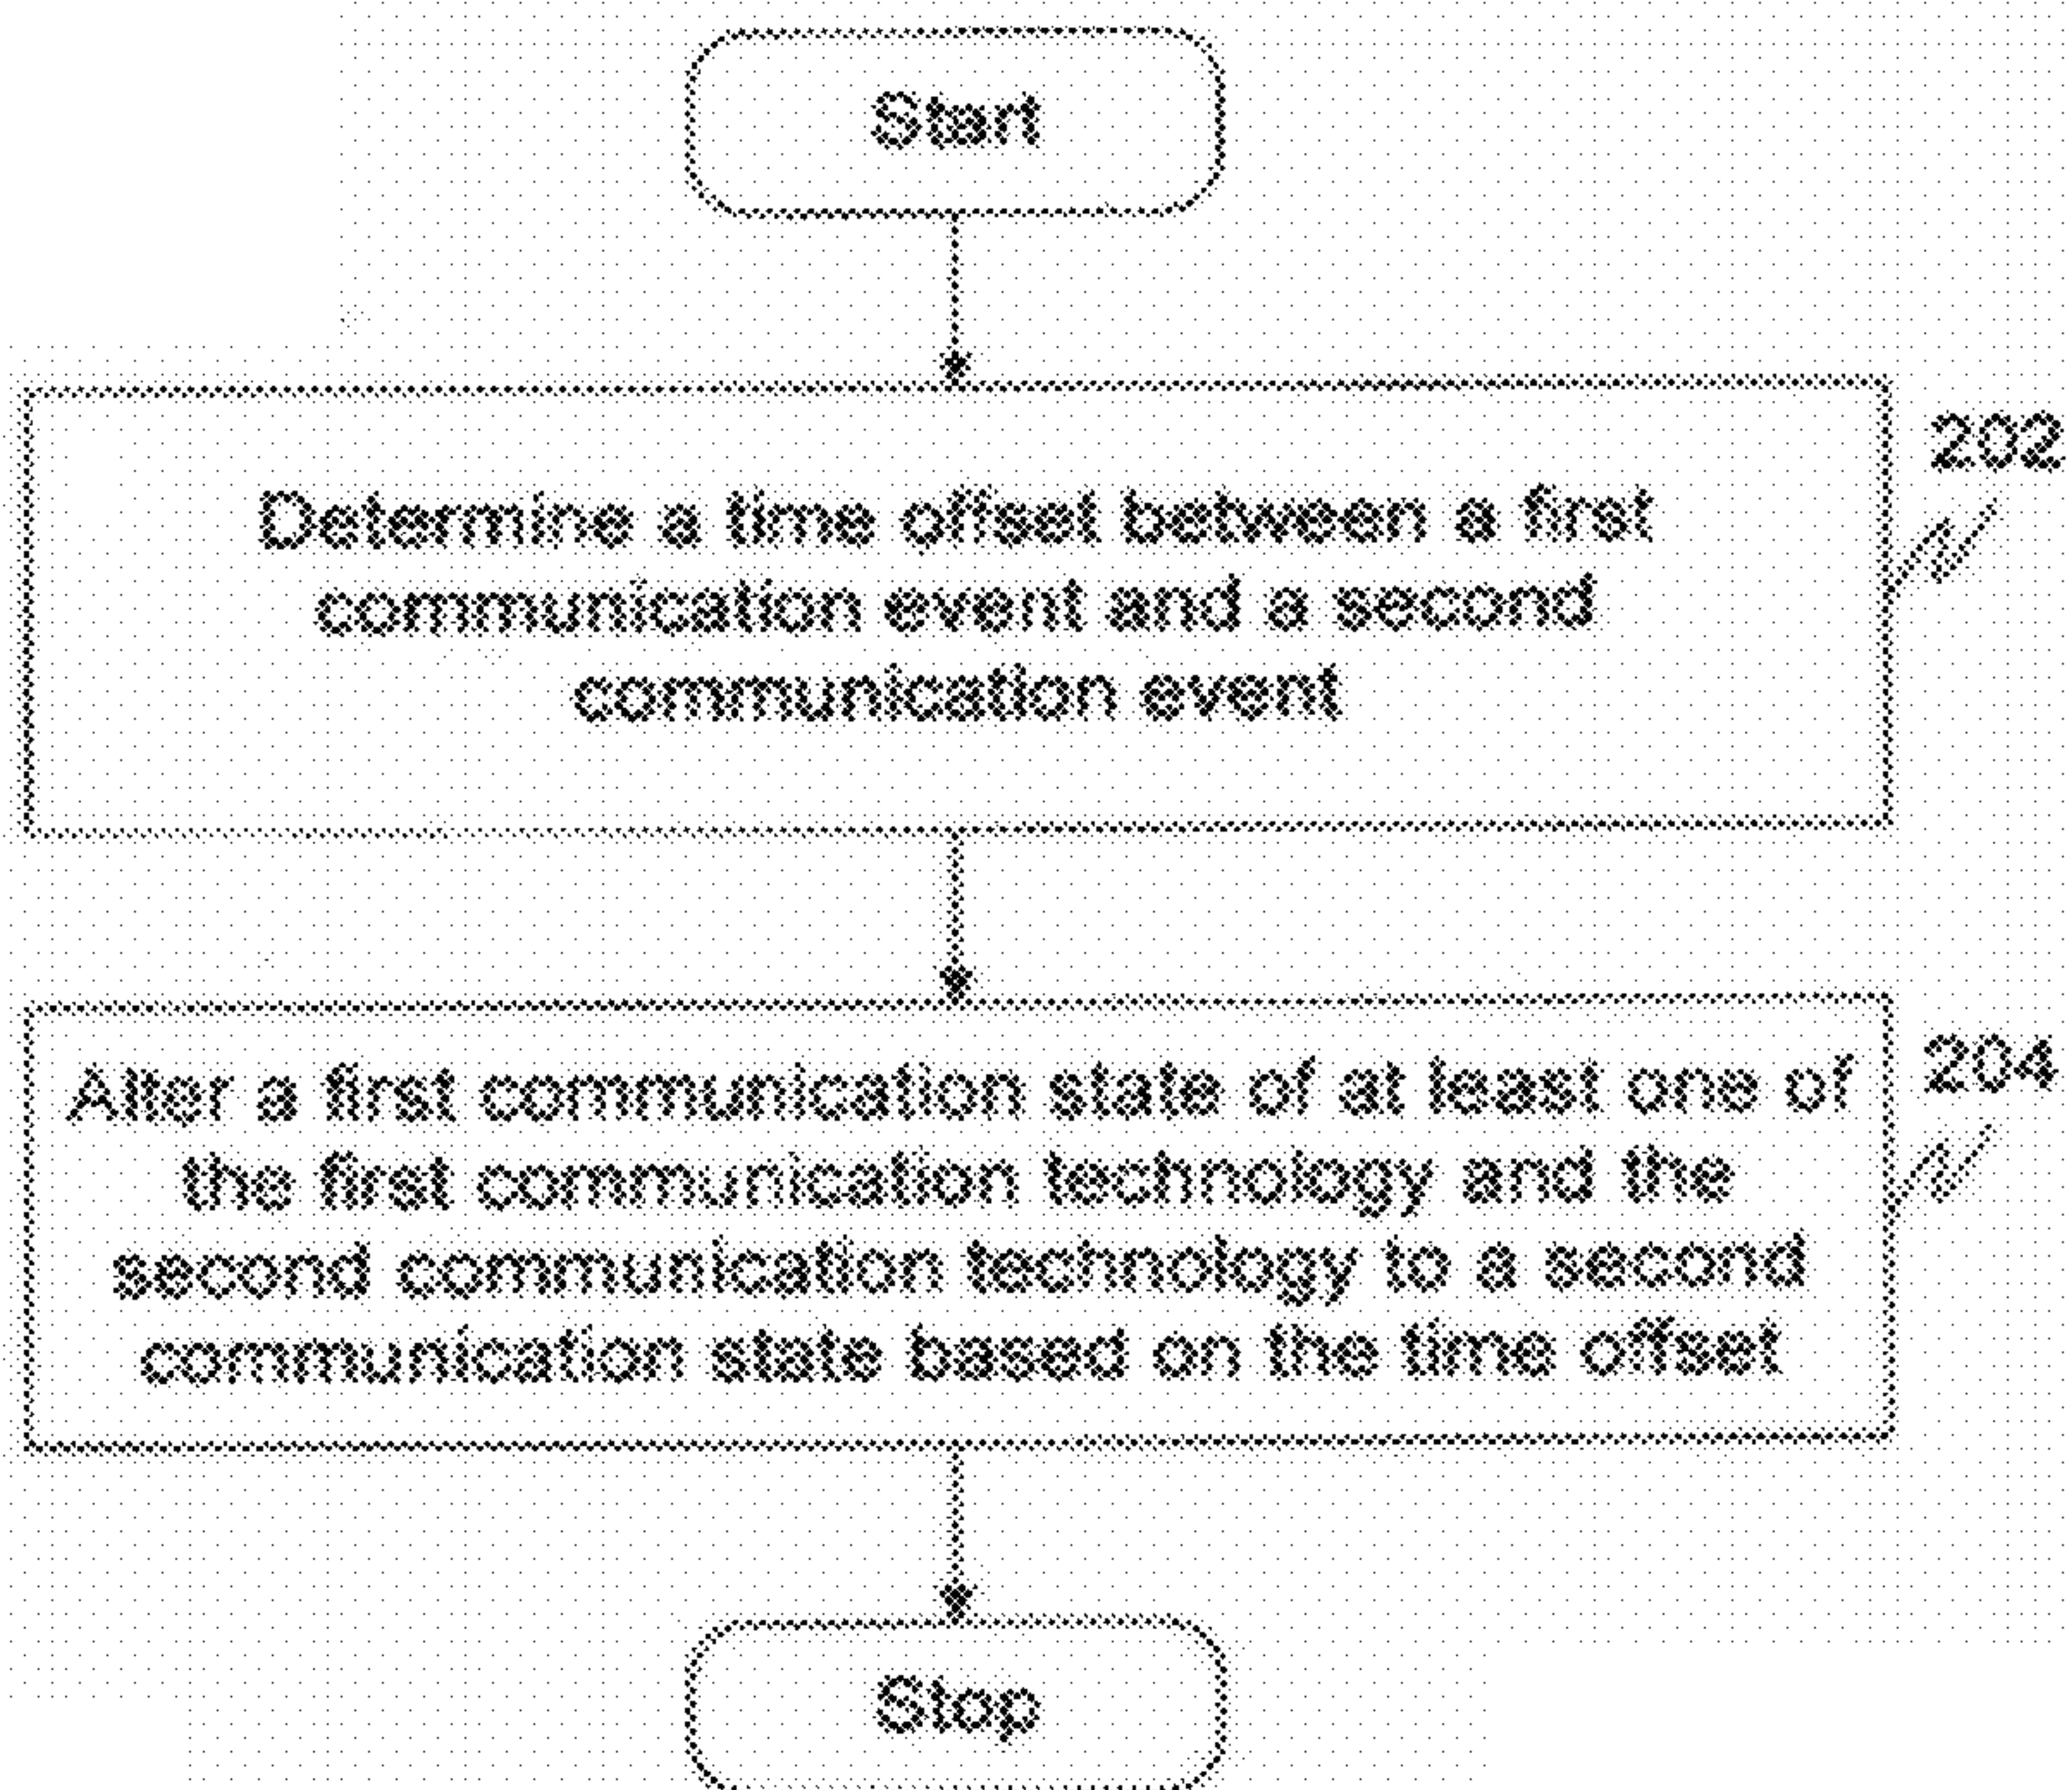 Start
202
Determine a time offset between a first
communication event and a second
communication event
204
Alter a first communication state of at least one of
the first communication technology and the
second communication technology to a second
communication state based on the time offset
Stop